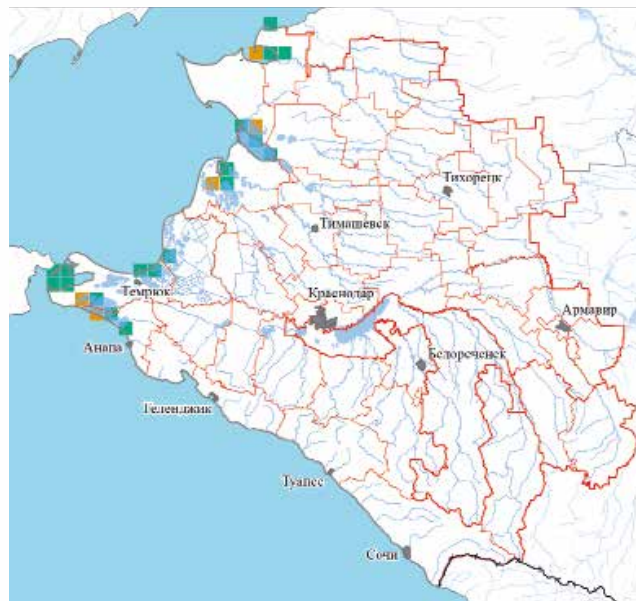 Тихорецк
Тимашевск
Темрюк
Краснодар
Армавир
Анапа
Белореченск
Геленджик
Туапсе
Сочи